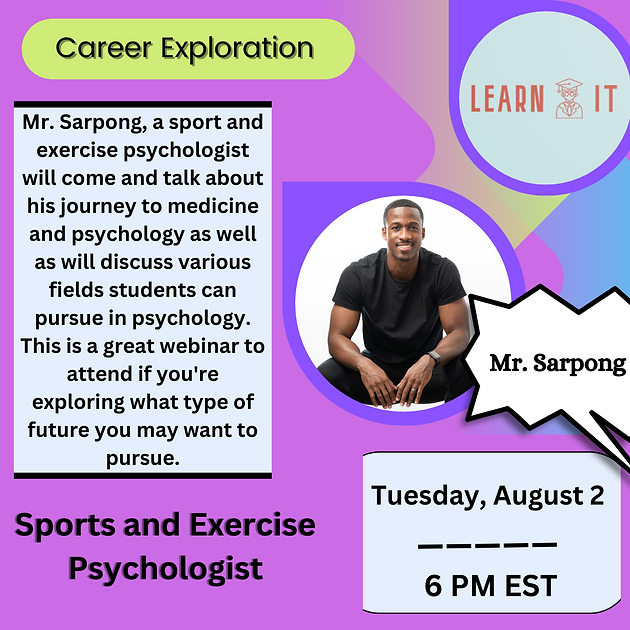 Career Exploration
LEARN IT
Mr. Sarpong, a sport and
exercise psychologist
will come and talk about
his journey to medicine
and psychology as well
as will discuss various
fields students can
pursue in psychology.
This is a great webinar to
attend if you're
exploring what type of
future you may want to
pursue.
Mr. Sarpong
Sports and Exercise
Psychologist
Tuesday, August 2
6 PM EST